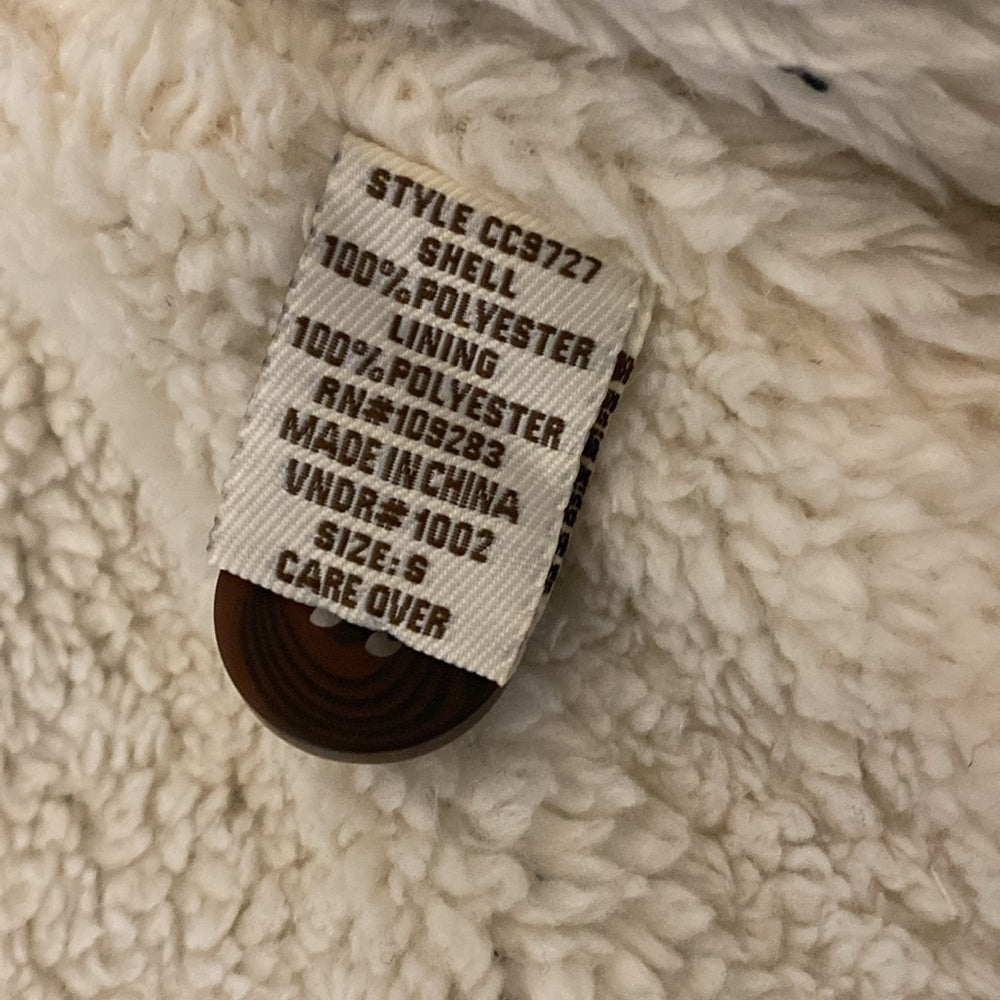 STYLE CC9727
SHELL
100%POLYESTER
LINING
100%POLYESTER
RN#109283
MADE IN CHINA
VNDR# 1002
SIZE: S
CARE OVER